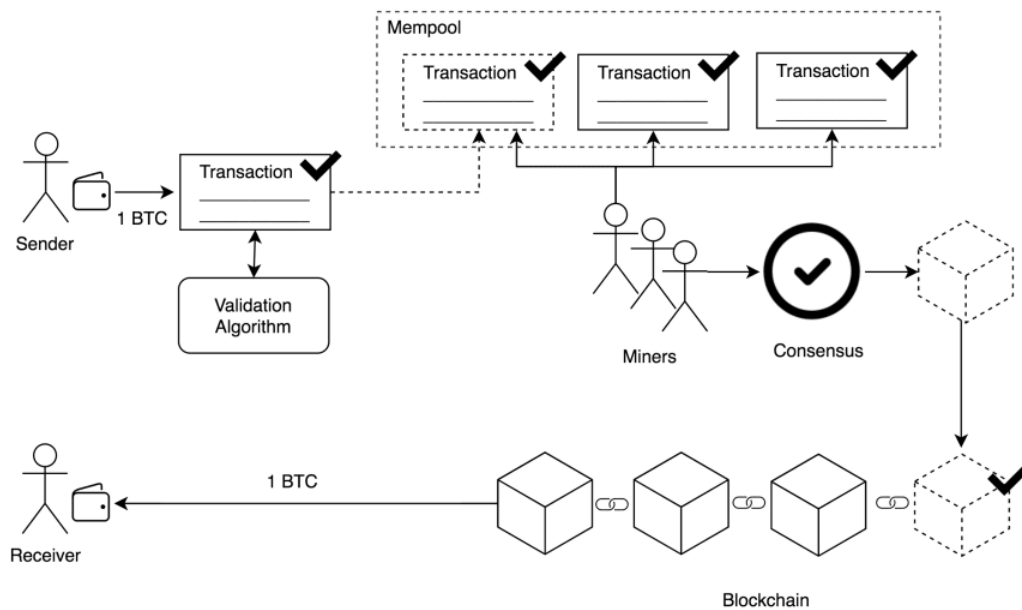 Mempool
Transaction
Transaction
Transaction
Transaction
1 BTC
Sender
Validation
Algorithm
Miners
Consensus
1 BTC
Receiver
Blockchain